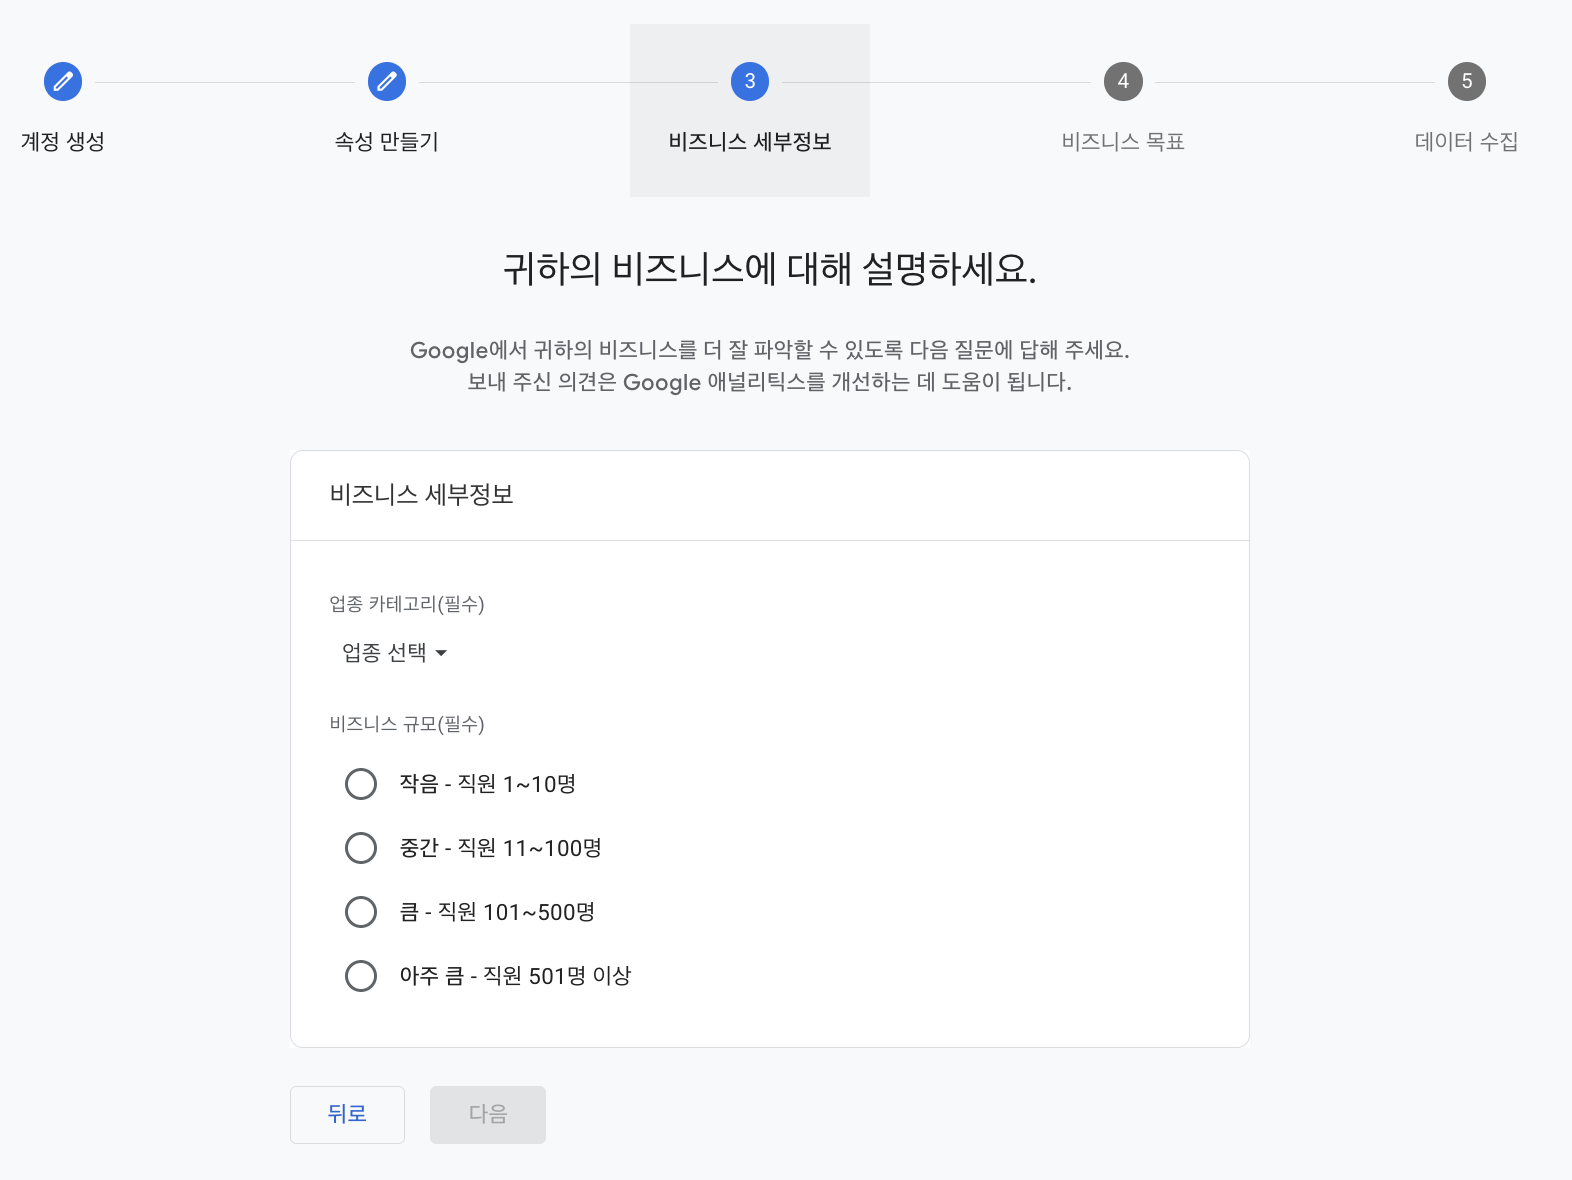 3
4
5
계정 생성
속성 만들기
비즈니스 세부정보
비즈니스 목표
데이터 수집
귀하의 비즈니스에 대해 설명하세요.
Google에서 귀하의 비즈니스를 더 잘 파악할 수 있도록 다음 질문에 답해 주세요.
보내 주신 의견은 Google 애널리틱스를 개선하는 데 도움이 됩니다.
비즈니스 세부정보
업종 카테고리(필수)
업종 선택
비즈니스 규모(필수)
작음 - 직원 1~10명
중간 - 직원 11~100명
큼 - 직원 101~500명
아주 큼 - 직원 501명 이상
뒤로
다음